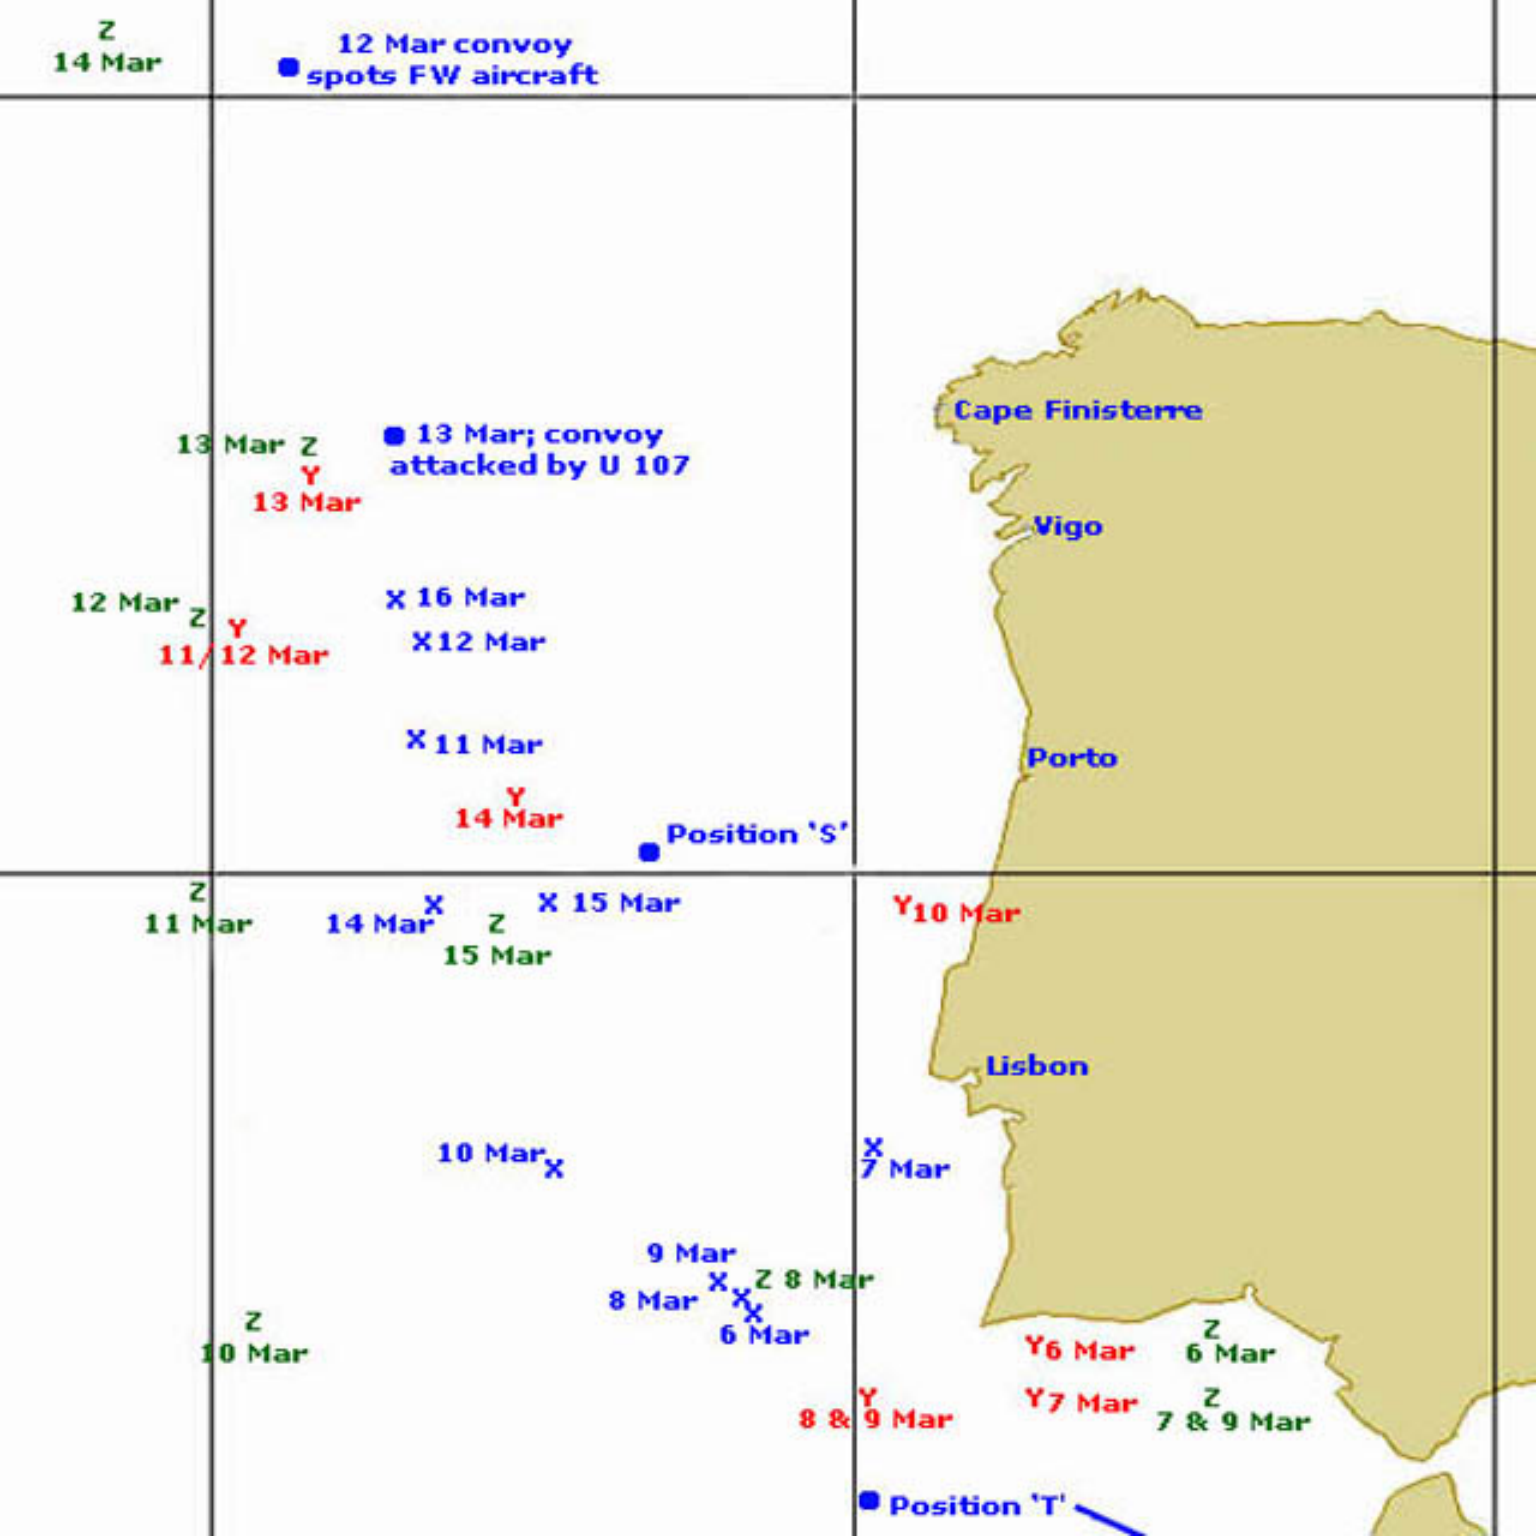 Z
14 Mar
12 Mar convoy
spots FW aircraft
Cape Finisterre
13 Mar Z
13 Mar; convoy
attacked by U 107
Y
13 Mar
Vigo
X 16 Mar
12 Mar
Z
Y
11/12 Mar
X 12 Mar
X 11 Mar
Porto
Y
14 Mar
Position 'S'
Z
11 Mar
X
14 Mar
X 15 Mar
Z
15 Mar
Y 10 Mar
Lisbon
10 Mar X
X
7 Mar
9 Mar
X
Z 8 Mar
8 Mar X
X
6 Mar
Z
10 Mar
Y 6 Mar
Z
6 Mar
Y
8 & 9 Mar
Y 7 Mar
Z
7 & 9 Mar
Position 'T'